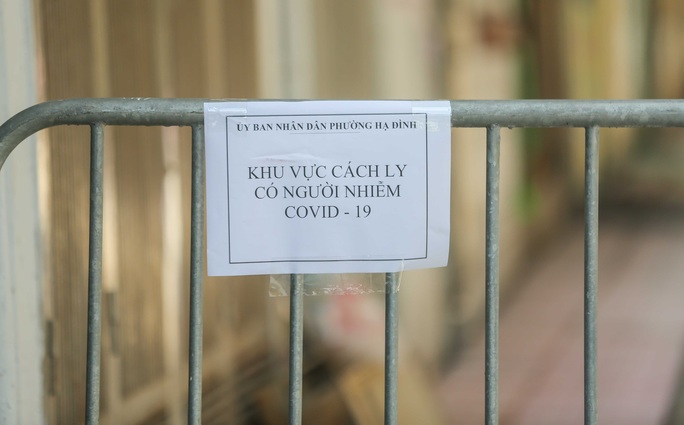 ỦY BAN NHÂN DÂN PHƯỜNG HẠ ĐÌNH
KHU VỰC CÁCH LY
CÓ NGƯỜI NHIỄM
COVID - 19